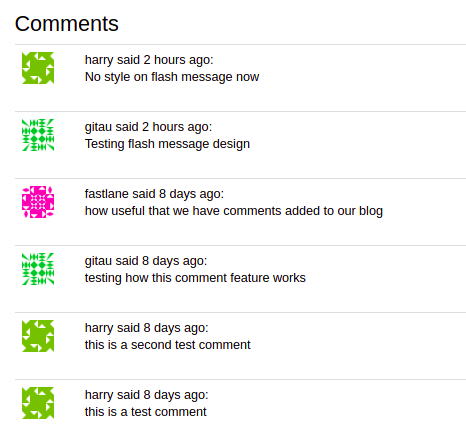 Comments
harry said 2 hours ago:
No style on flash message now
gitau said 2 hours ago:
Testing flash message design
fastlane said 8 days ago:
how useful that we have comments added to our blog
gitau said 8 days ago:
testing how this comment feature works
harry said 8 days ago:
this is a second test comment
harry said 8 days ago:
this is a test comment